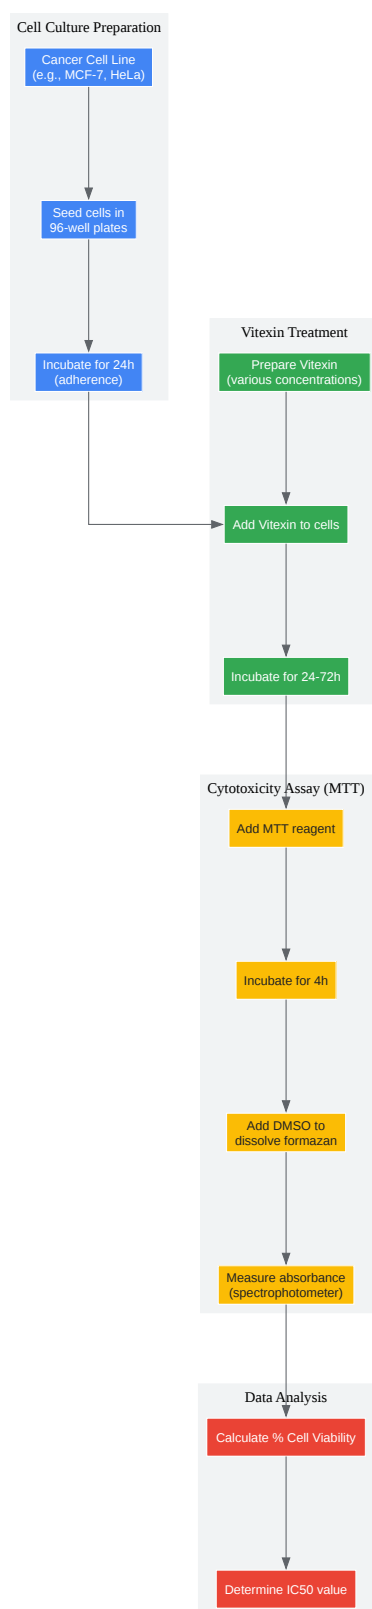 Cell Culture Preparation
Cancer Cell Line
(e.g., MCF-7, HeLa)
Seed cells in
96-well plates
Incubate for 24h
(adherence)
Vitexin Treatment
Prepare Vitexin
(various concentrations)
Add Vitexin to cells
Incubate for 24-72h
Cytotoxicity Assay (MTT)
Add MTT reagent
Incubate for 4h
Add DMSO to
dissolve formazan
Measure absorbance
(spectrophotometer)
Data Analysis
Calculate % Cell Viability
Determine IC50 value